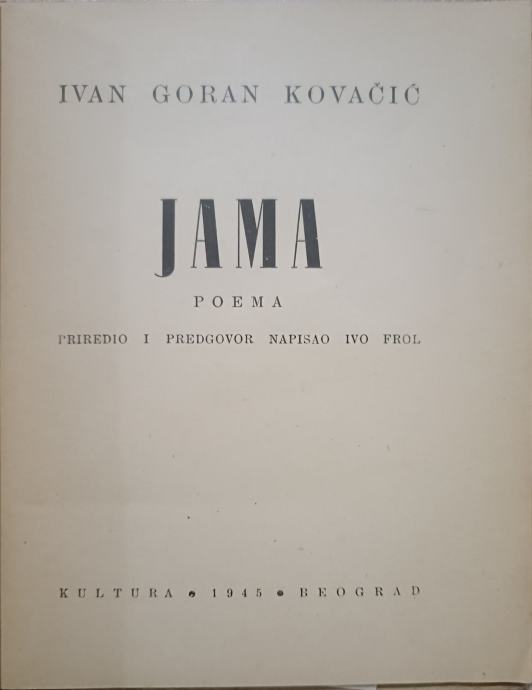 IVAN GORAN KOVAČIĆ
JAMA
POEMA
PRIREDIO I PREDGOVOR NAPISAO IVO FROL
KULTURA • 1945 • BEOGRAD